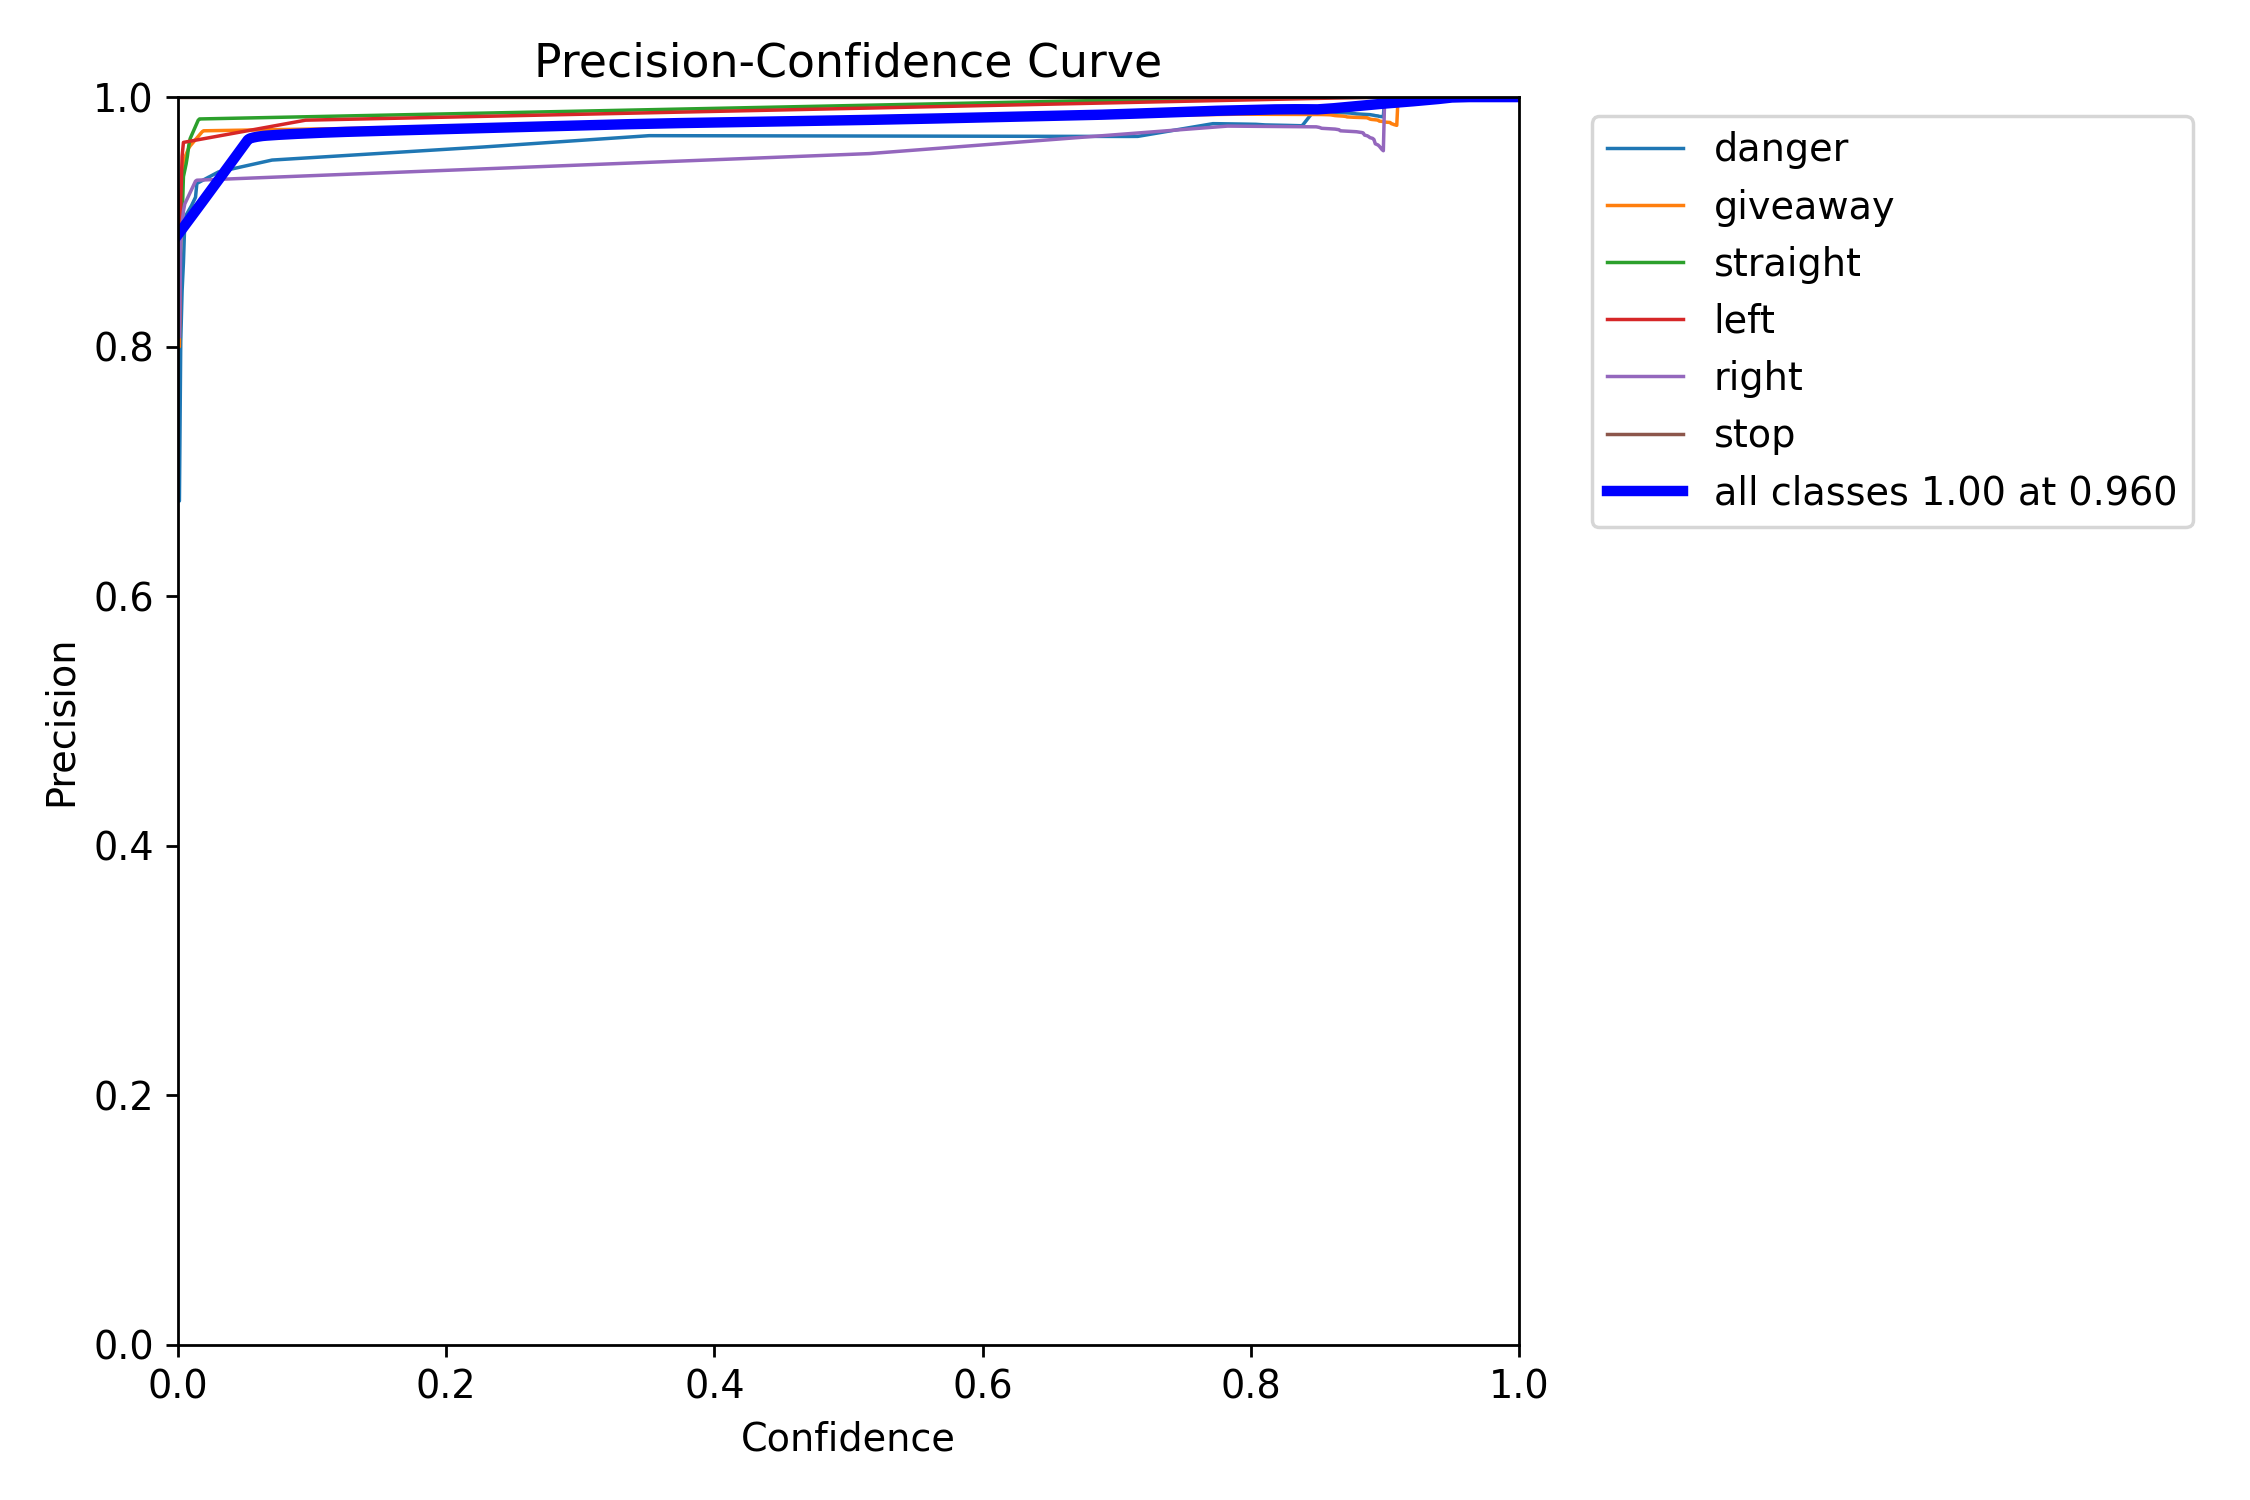 Precision-Confidence Curve
1.0
0.8
0.6
0.4
0.2
0.0
Precision
0.0 0.2 0.4 0.6 0.8 1.0
Confidence
danger
giveaway
straight
left
right
stop
all classes 1.00 at 0.960